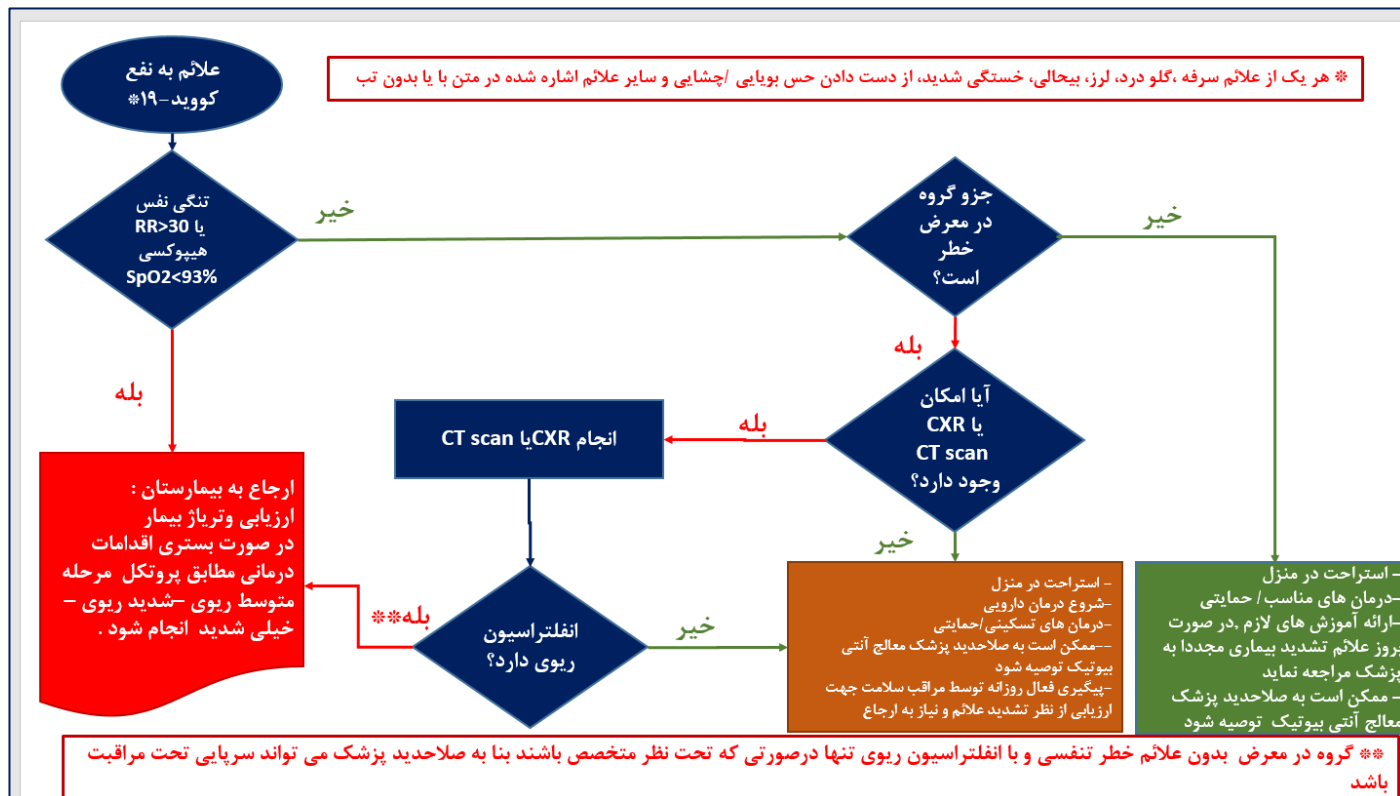 علائم به نفع
کووید-۱۹*
* هر یک از علائم سرفه ،گلو درد، لرز، بیحالی، خستگی شدید، از دست دادن حس بویایی /چشایی و سایر علائم اشاره شده در متن با یا بدون تب
تنگی نفس
یا RR>30
هیپوکسی
SpO2<93%
خیر
جزو گروه
در معرض
خطر
است؟
خیر
بله
بله
آیا امکان
CXR یا
CT scan
وجود دارد؟
بله
انجام CXRیا CT scan
خیر
ارجاع به بیمارستان :
ارزیابی وتریاژ بیمار
در صورت بستری اقدامات
درمانی مطابق پروتکل مرحله
متوسط ریوی –شدید ریوی –
خیلی شدید انجام شود .
بله**
انفلتراسیون
ریوی دارد؟
خیر
- استراحت در منزل
-شروع درمان دارویی
-درمان های تسکینی/حمایتی
--ممکن است به صلاحدید پزشک معالج آنتی
بیوتیک توصیه شود
-پیگیری فعال روزانه توسط مراقب سلامت جهت
ارزیابی از نظر تشدید علائم و نیاز به ارجاع
- استراحت در منزل
-درمان های مناسب/ حمایتی
-ارائه آموزش های لازم ,در صورت
بروز علائم تشدید بیماری مجددا به
پزشک مراجعه نماید
- ممکن است به صلاحدید پزشک
معالج آنتی بیوتیک توصیه شود
** گروه در معرض بدون علائم خطر تنفسی و با انفلتراسیون ریوی تنها درصورتی که تحت نظر متخصص باشند بنا به صلاحدید پزشک می تواند سرپایی تحت مراقبت
باشد